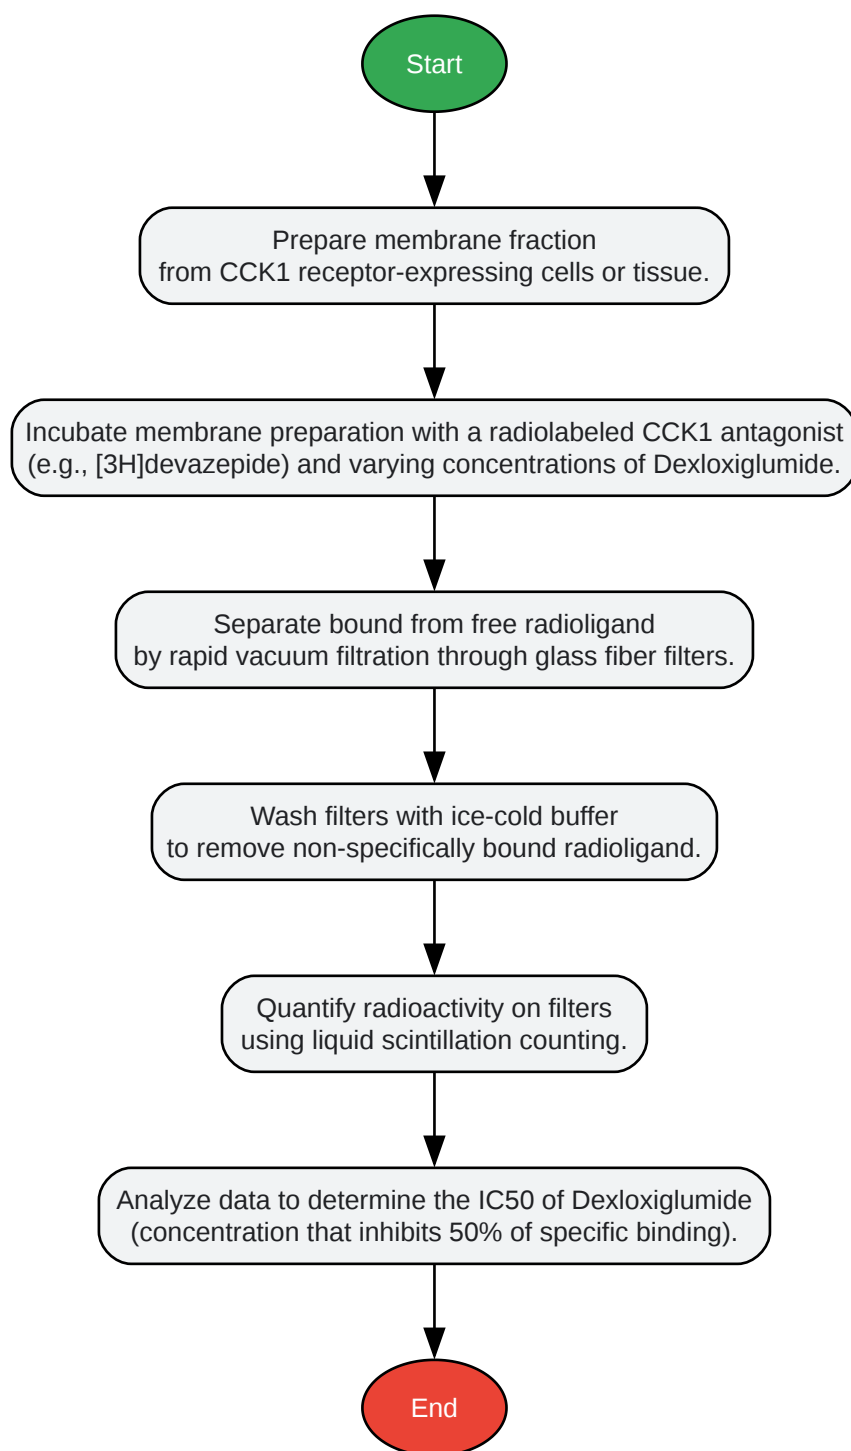 Start
Prepare membrane fraction
from CCK1 receptor-expressing cells or tissue.
Incubate membrane preparation with a radiolabeled CCK1 antagonist
(e.g., [3H]devazepide) and varying concentrations of Dexloxiglumide.
Separate bound from free radioligand
by rapid vacuum filtration through glass fiber filters.
Wash filters with ice-cold buffer
to remove non-specifically bound radioligand.
Quantify radioactivity on filters
using liquid scintillation counting.
Analyze data to determine the IC50 of Dexloxiglumide
(concentration that inhibits 50% of specific binding).
End